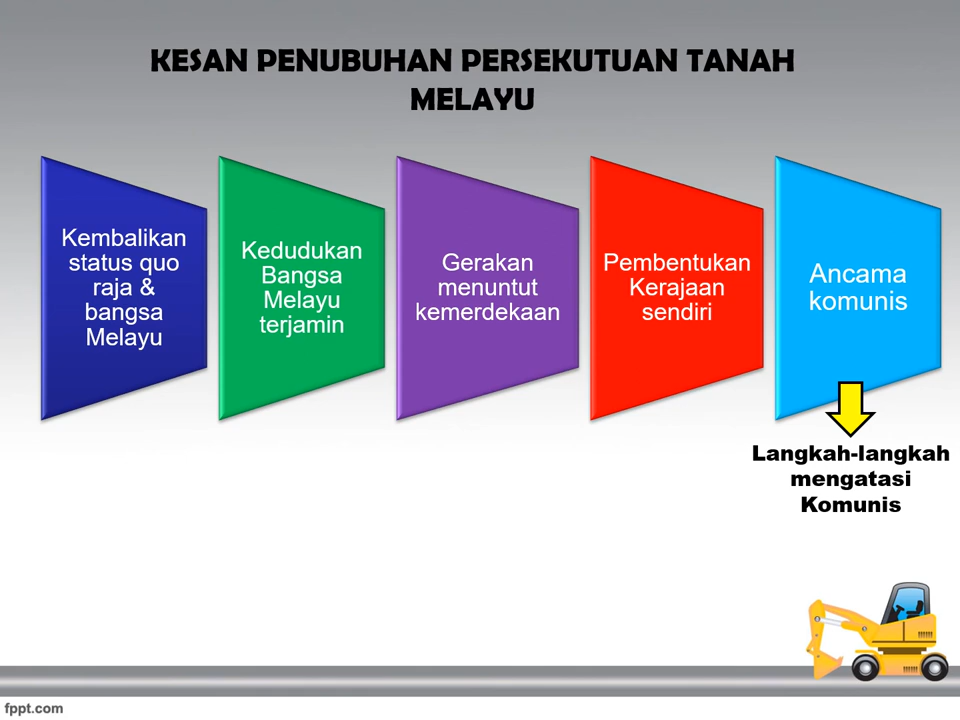 KESAN PENUBUHAN PERSEKUTUAN TANAH
MELAYU
Kembalikan
status quo
raja &
bangsa
Melayu
Kedudukan
Bangsa
Melayu
terjamin
Gerakan
menuntut
kemerdekaan
Pembentukan
Kerajaan
sendiri
Ancama
komunis
Langkah-langkah
mengatasi
Komunis
fppt.com